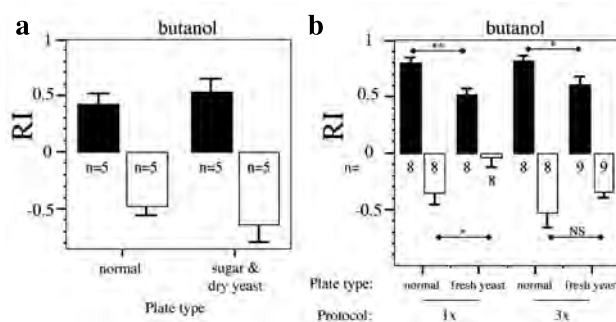 a
butanol
1
0.5
RI
0
-0.5
n=5 n=5 n=5 n=5
normal
sugar &
dry yeast
Plate type
b
butanol
1
** *
0.5
RI
0
n= 8 8 8 8 8 8 9 9
-0.5
* NS
Plate type: normal fresh yeast normal fresh yeast
Protocol: 1x 3x